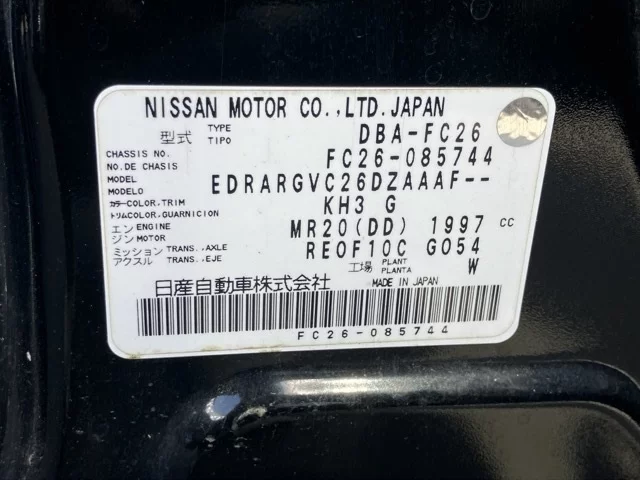 NISSAN MOTOR CO.,LTD.JAPAN
型式 TYPE TIPO DBA-FC26
CHASSIS NO. NO.DE CHASSIS FC26-085744
MODEL MODELO EDRARGVC26DZAAAF--
カラー COLOR,TRIM トリム COLOR,GUARNICION KH3 G
エンジン ENGINE MOTOR MR20(DD) 1997 CC
ミッション アクスル TRANS.,AXLE TRANS.,EJE RE0F10C G054
工場 PLANT PLANTA W
日産自動車株式会社 MADE IN JAPAN
FC26-085744